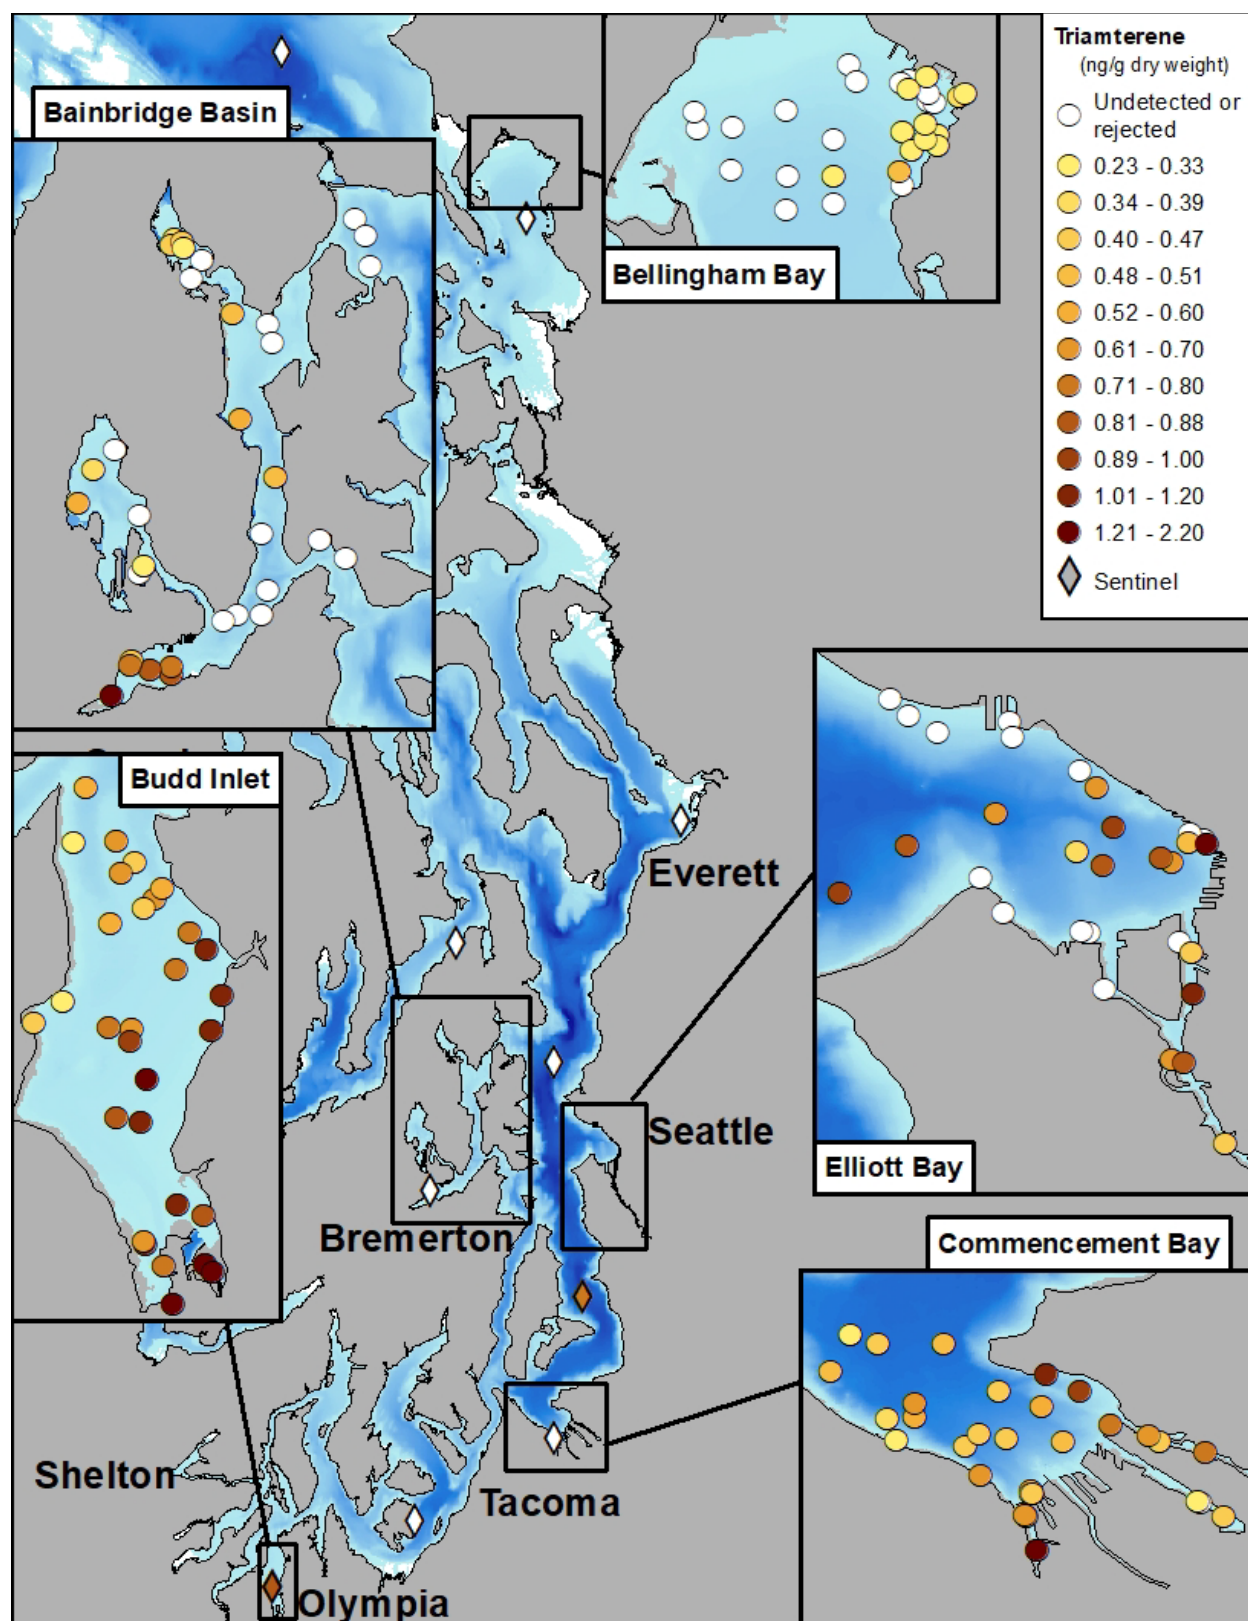 Bainbridge Basin
Bellingham Bay
Triamterene
(ng/g dry weight)
Undetected or
rejected
0.23 - 0.33
0.34 - 0.39
0.40 - 0.47
0.48 - 0.51
0.52 - 0.60
0.61 - 0.70
0.71 - 0.80
0.81 - 0.88
0.89 - 1.00
1.01 - 1.20
1.21 - 2.20
Sentinel
Budd Inlet
Everett
Seattle
Elliott Bay
Bremerton
Commencement Bay
Shelton
Tacoma
Olympia